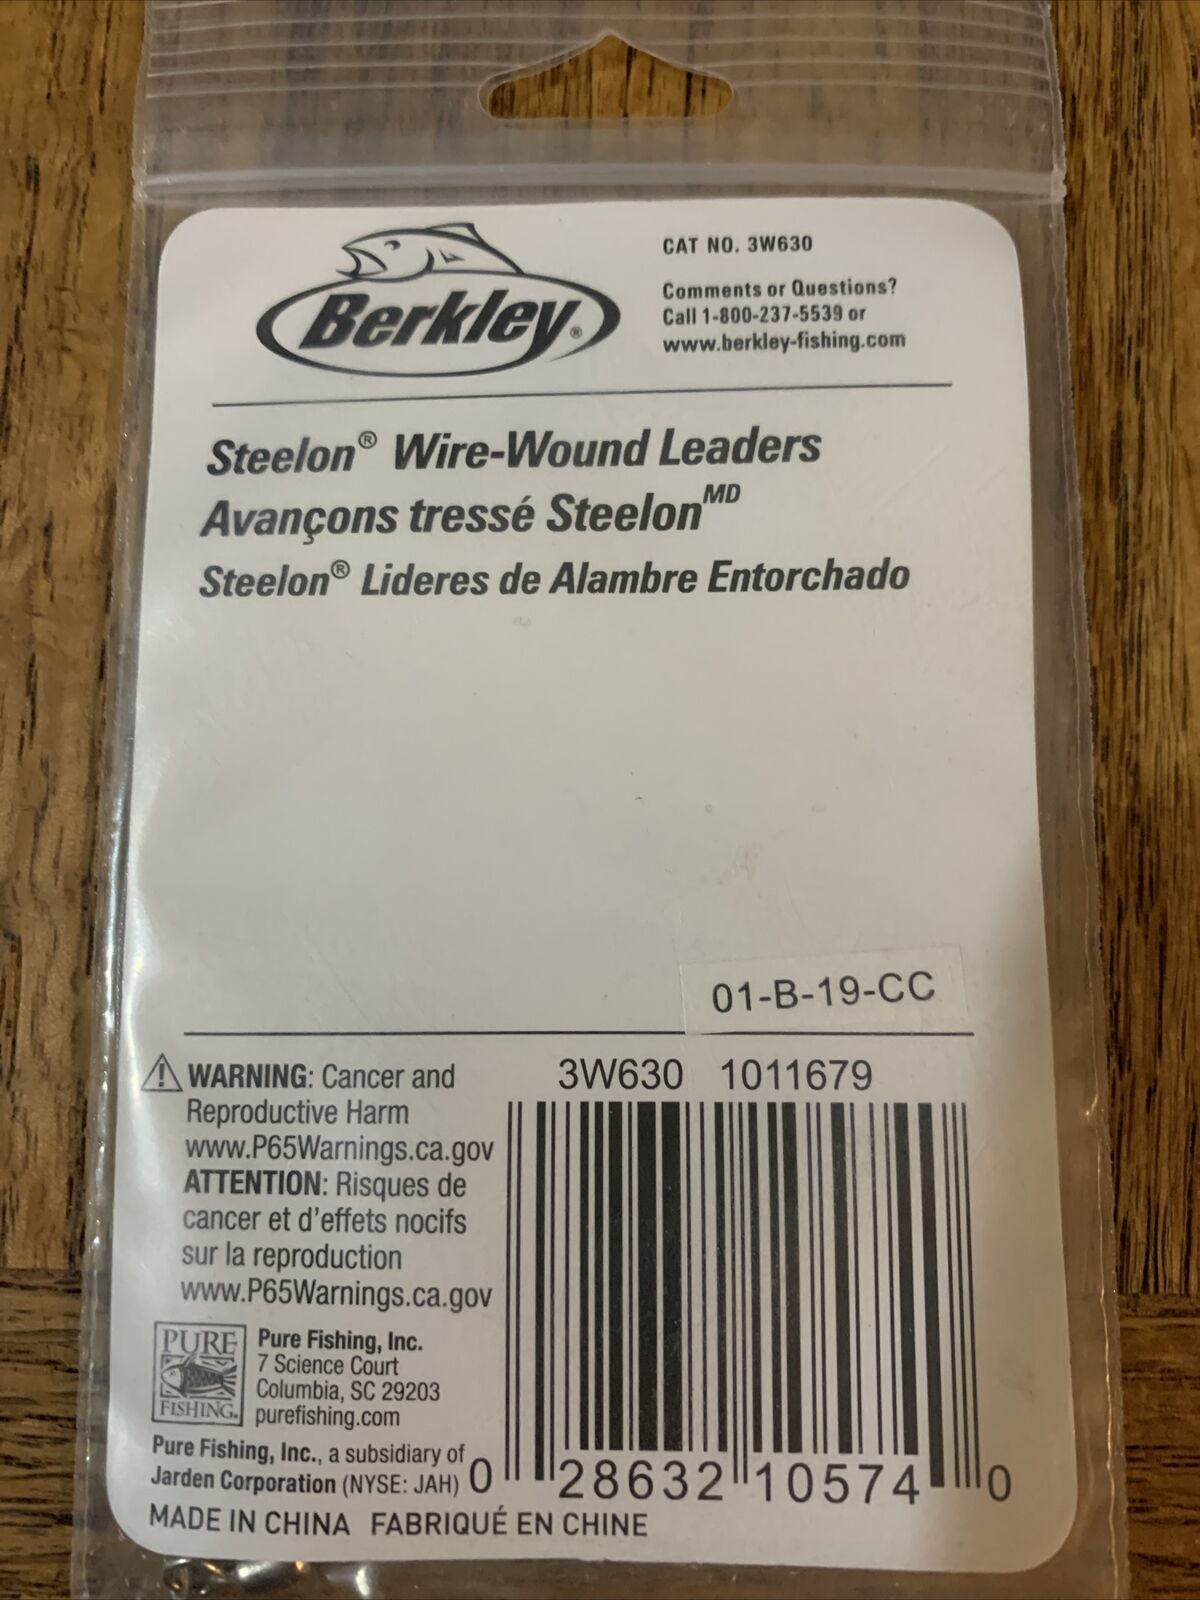 Berkley®
CAT NO. 3W630
Comments or Questions?
Call 1-800-237-5539 or
www.berkley-fishing.com
Steelon® Wire-Wound Leaders
Avançons tressé Steelon MD
Steelon® Lideres de Alambre Entorchado
01-B-19-CC
⚠ WARNING: Cancer and
Reproductive Harm
www.P65Warnings.ca.gov
ATTENTION: Risques de
cancer et d'effets nocifs
sur la reproduction
www.P65Warnings.ca.gov
3W630 1011679
PURE
FISHING.
Pure Fishing, Inc.
7 Science Court
Columbia, SC 29203
purefishing.com
Pure Fishing, Inc., a subsidiary of
Jarden Corporation (NYSE: JAH)
0 28632 10574 0
MADE IN CHINA FABRIQUÉ EN CHINE